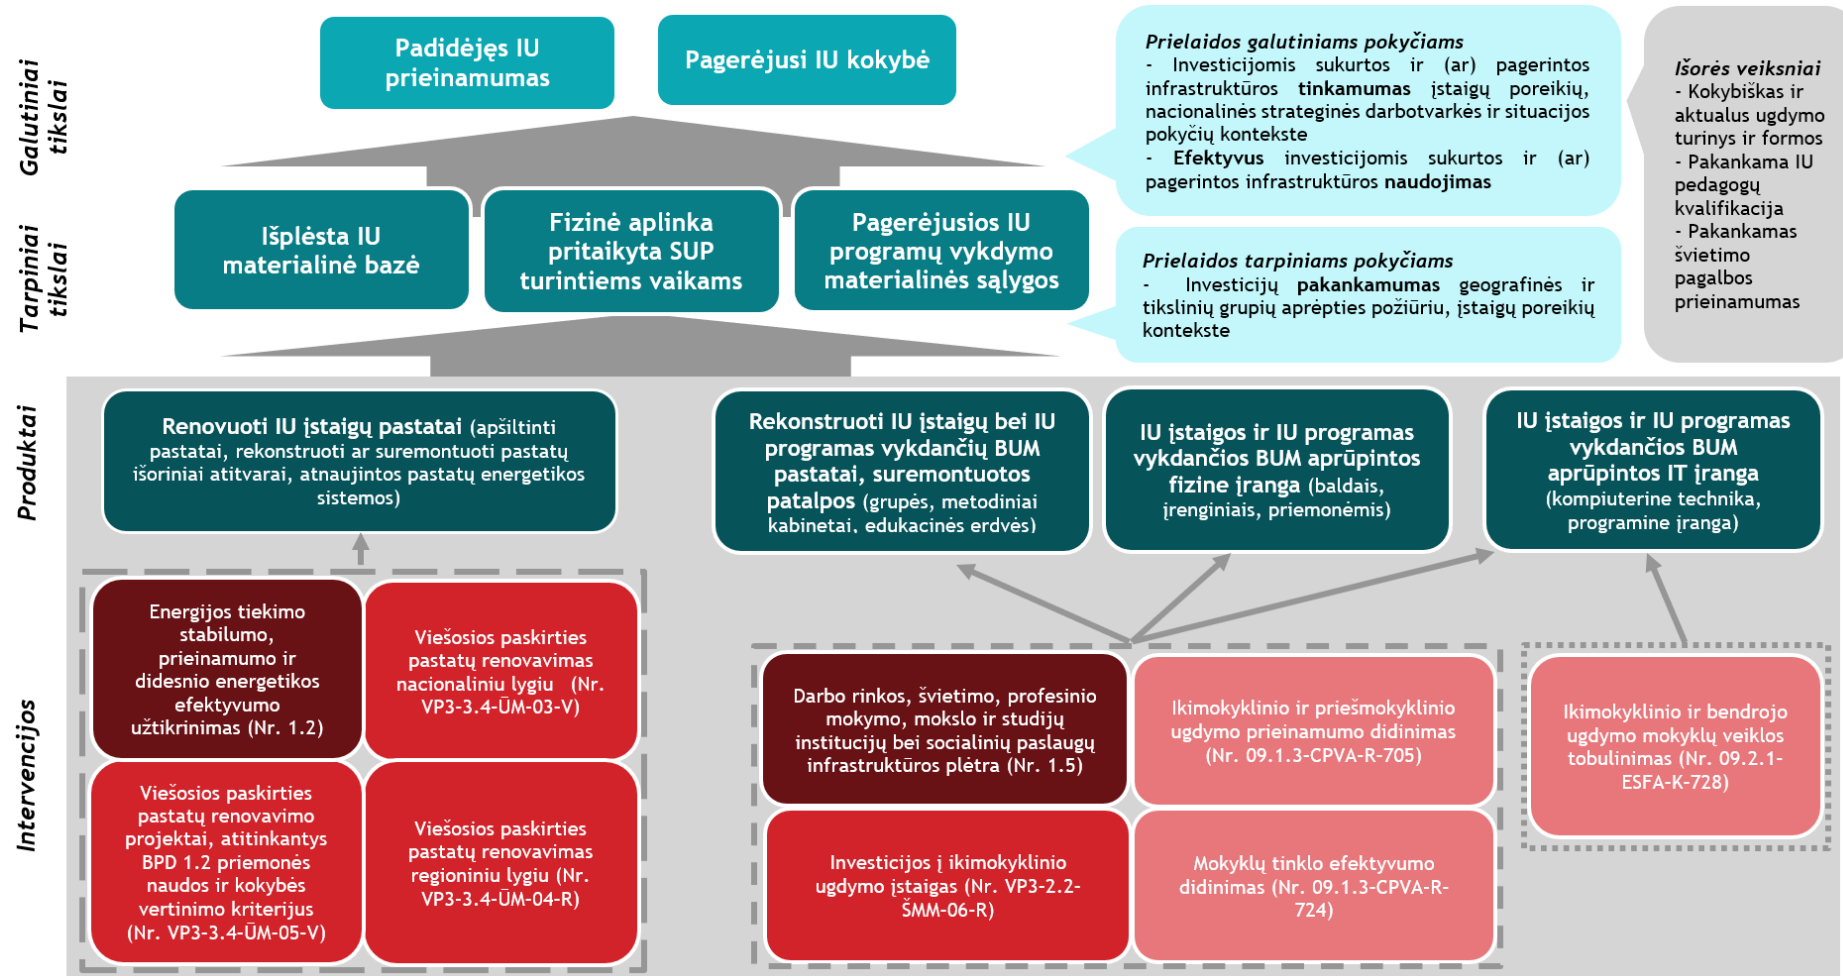 Galutiniai
tikslai
Padidėjęs IU
prieinamumas
Pagerėjusi IU kokybė
Prielaidos galutiniams pokyčiams
- Investicijomis sukurtos ir (ar) pagerintos
infrastruktūros tinkamumas įstaigų poreikių,
nacionalinės strateginės darbotvarkės ir situacijos
pokyčių kontekste
- Efektyvus investicijomis sukurtos ir (ar)
pagerintos infrastruktūros naudojimas
Išorės veiksniai
- Kokybiškas ir
aktualus ugdymo
turinys ir formos
- Pakankama IU
pedagogų
kvalifikacija
- Pakankamas
švietimo
pagalbos
prieinamumas
Tarpiniai
tikslai
Išplėsta IU
materialinė bazė
Fizinė aplinka
pritaikyta SUP
turintiems vaikams
Pagerėjusios IU
programų vykdymo
materialinės sąlygos
Prielaidos tarpiniams pokyčiams
- Investicijų pakankamumas geografinės ir
tikslinių grupių aprėpties požiūriu, įstaigų poreikių
kontekste
Produktai
Renovuoti IU įstaigų pastatai (apšiltinti
pastatai, rekonstruoti ar suremontuoti pastatų
išoriniai atitvarai, atnaujintos pastatų energetikos
sistemos)
Rekonstruoti IU įstaigų bei IU
programas vykdančių BUM
pastatai, suremontuotos
patalpos (grupės, metodiniai
kabinetai, edukacinės erdvės)
IU įstaigos ir IU programas
vykdančios BUM aprūpintos
fizine įranga (baldais,
įrenginiais, priemonėmis)
IU įstaigos ir IU programas
vykdančios BUM
aprūpintos IT įranga
(kompiuterine technika,
programine įranga)
Intervencijos
Energijos tiekimo
stabilumo,
prieinamumo ir
didesnio energetikos
efektyvumo
užtikrinimas (Nr. 1.2)
Viešosios paskirties
pastatų renovavimas
nacionaliniu lygiu (Nr.
VP3-3.4-ŪM-03-V)
Viešosios paskirties
pastatų renovavimo
projektai, atitinkantys
BPD 1.2 priemonės
naudos ir kokybės
vertinimo kriterijus
(Nr. VP3-3.4-ŪM-05-V)
Viešosios paskirties
pastatų renovavimas
regioniniu lygiu (Nr.
VP3-3.4-ŪM-04-R)
Darbo rinkos, švietimo, profesinio
mokymo, mokslo ir studijų
institucijų bei socialinių paslaugų
infrastruktūros plėtra (Nr. 1.5)
Ikimokyklinio ir priešmokyklinio
ugdymo prieinamumo didinimas
(Nr. 09.1.3-CPVA-R-705)
Investicijos į ikimokyklinio
ugdymo įstaigas (Nr. VP3-2.2-
ŠMM-06-R)
Mokyklų tinklo efektyvumo
didinimas (Nr. 09.1.3-CPVA-R-
724)
Ikimokyklinio ir bendrojo
ugdymo mokyklų veiklos
tobulinimas (Nr. 09.2.1-
ESFA-K-728)